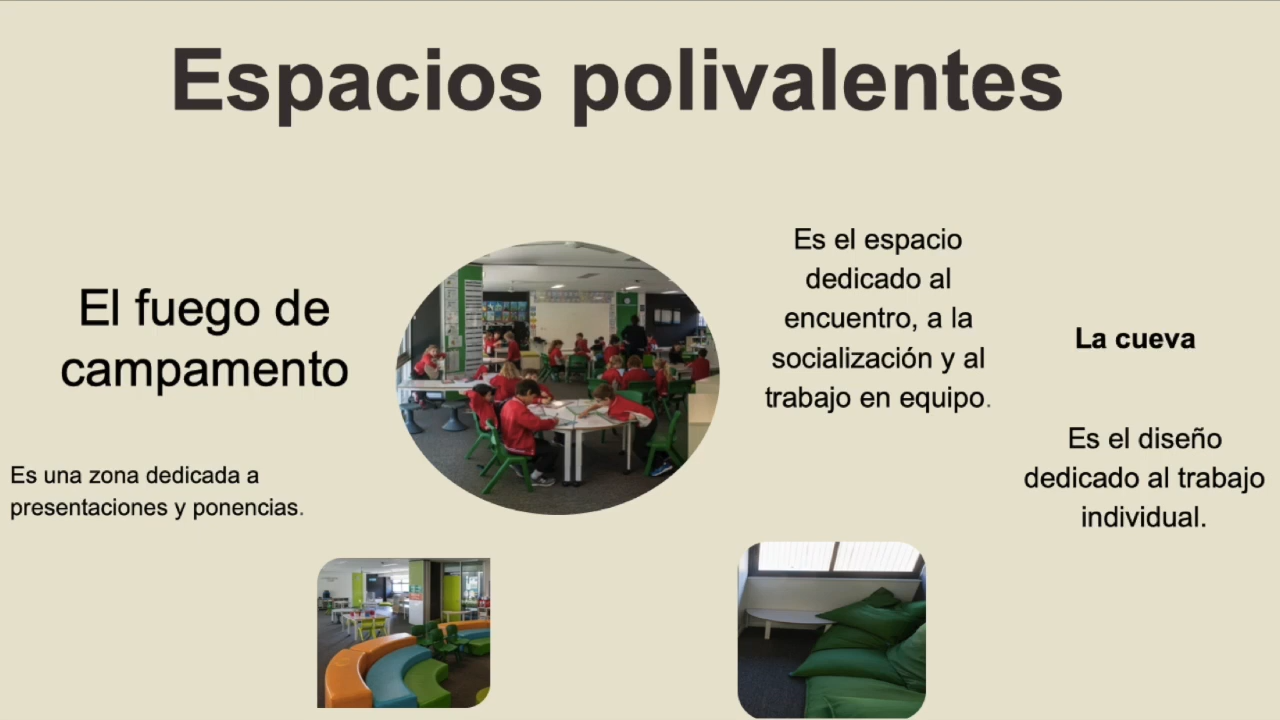 Espacios polivalentes
El fuego de
campamento
Es una zona dedicada a
presentaciones y ponencias.
Es el espacio
dedicado al
encuentro, a la
socialización y al
trabajo en equipo.
La cueva
Es el diseño
dedicado al trabajo
individual.